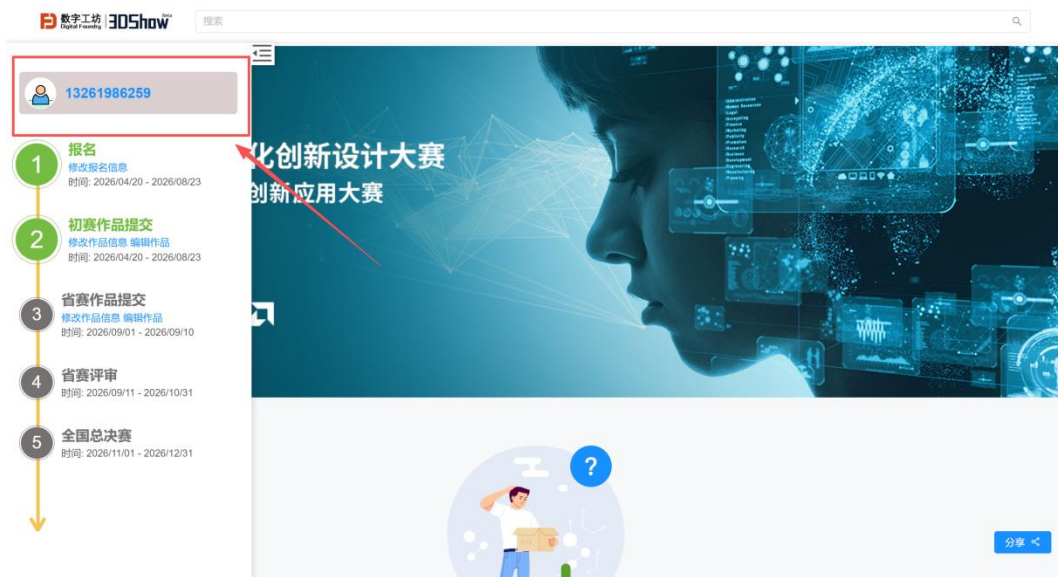 数字工坊
Digital Foundry
3DShow
Beta
搜索
13261986259
1
报名
修改报名信息
时间: 2026/04/20 - 2026/08/23
2
初赛作品提交
修改作品信息 编辑作品
时间: 2026/04/20 - 2026/08/23
3
省赛作品提交
修改作品信息 编辑作品
时间: 2026/09/01 - 2026/09/10
4
省赛评审
时间: 2026/09/11 - 2026/10/31
5
全国总决赛
时间: 2026/11/01 - 2026/12/31
化创新设计大赛
创新应用大赛
?
分享